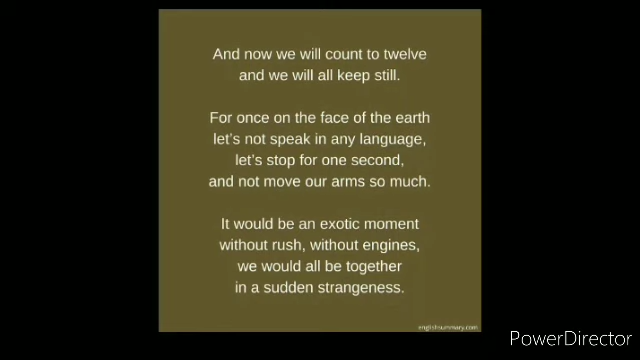 And now we will count to twelve
and we will all keep still.
For once on the face of the earth
let's not speak in any language,
let's stop for one second,
and not move our arms so much.
It would be an exotic moment
without rush, without engines,
we would all be together
in a sudden strangeness.
englishsummary.com
PowerDirector